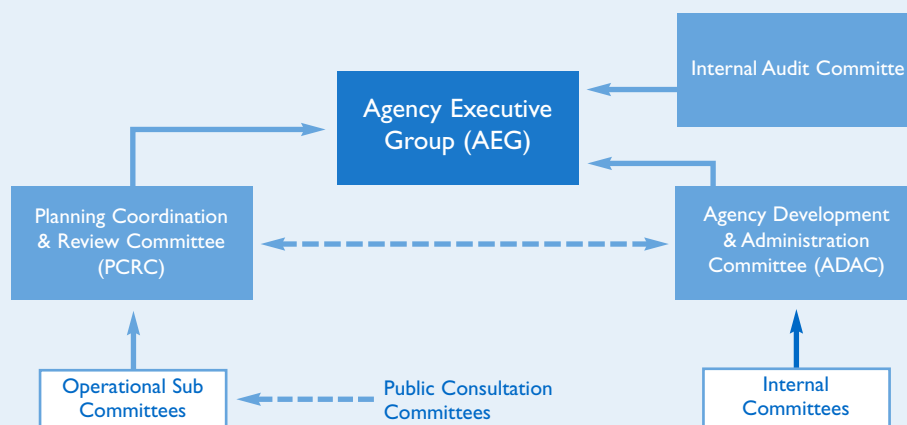 Internal Audit Committe
Agency Executive
Group (AEG)
Planning Coordination
& Review Committee
(PCRC)
Agency Development
& Administration
Committee (ADAC)
Operational Sub
Committees
Public Consultation
Committees
Internal
Committees